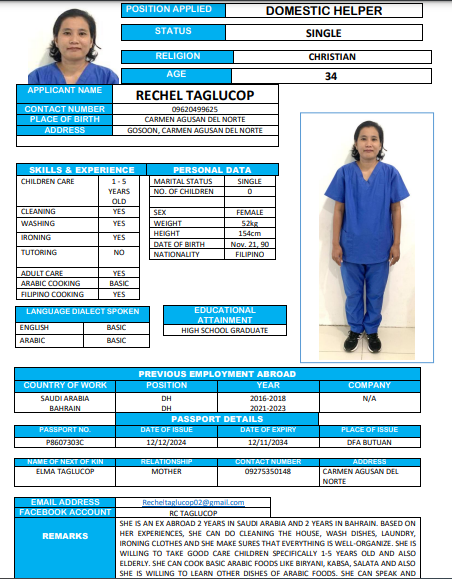 POSITION APPLIED DOMESTIC HELPER
STATUS SINGLE
RELIGION CHRISTIAN
AGE 34
APPLICANT NAME RECHEL TAGLUCOP
CONTACT NUMBER 09620499625
PLACE OF BIRTH CARMEN AGUSAN DEL NORTE
ADDRESS GOSOON, CARMEN AGUSAN DEL NORTE
SKILLS & EXPERIENCE
CHILDREN CARE 1 - 5 YEARS OLD
CLEANING YES
WASHING YES
IRONING YES
TUTORING NO
ADULT CARE YES
ARABIC COOKING BASIC
FILIPINO COOKING YES
PERSONAL DATA
MARITAL STATUS SINGLE
NO. OF CHILDREN 0
SEX FEMALE
WEIGHT 52kg
HEIGHT 154cm
DATE OF BIRTH Nov. 21, 90
NATIONALITY FILIPINO
LANGUAGE DIALECT SPOKEN
ENGLISH BASIC
ARABIC BASIC
EDUCATIONAL
ATTAINMENT
HIGH SCHOOL GRADUATE
PREVIOUS EMPLOYMENT ABROAD
COUNTRY OF WORK POSITION YEAR COMPANY
SAUDI ARABIA DH 2016-2018 N/A
BAHRAIN DH 2021-2023
PASSPORT DETAILS
PASSPORT NO. DATE OF ISSUE DATE OF EXPIRY PLACE OF ISSUE
P8607303C 12/12/2024 12/11/2034 DFA BUTUAN
NAME OF NEXT OF KIN RELATIONSHIP CONTACT NUMBER ADDRESS
ELMA TAGLUCOP MOTHER 09275350148 CARMEN AGUSAN DEL
NORTE
EMAIL ADDRESS Recheltaglucop02@gmail.com
FACEBOOK ACCOUNT RC TAGLUCOP
REMARKS
SHE IS AN EX ABROAD 2 YEARS IN SAUDI ARABIA AND 2 YEARS IN BAHRAIN. BASED ON
HER EXPERIENCES, SHE CAN DO CLEANING THE HOUSE, WASH DISHES, LAUNDRY,
IRONING CLOTHES AND SHE MAKE SURES THAT EVERYTHING IS WELL-ORGANIZE. SHE IS
WILLING TO TAKE GOOD CARE CHILDREN SPECIFICALLY 1-5 YEARS OLD AND ALSO
ELDERLY. SHE CAN COOK BASIC ARABIC FOODS LIKE BIRYANI, KABSA, SALATA AND ALSO
SHE IS WILLING TO LEARN OTHER DISHES OF ARABIC FOODS. SHE CAN SPEAK AND